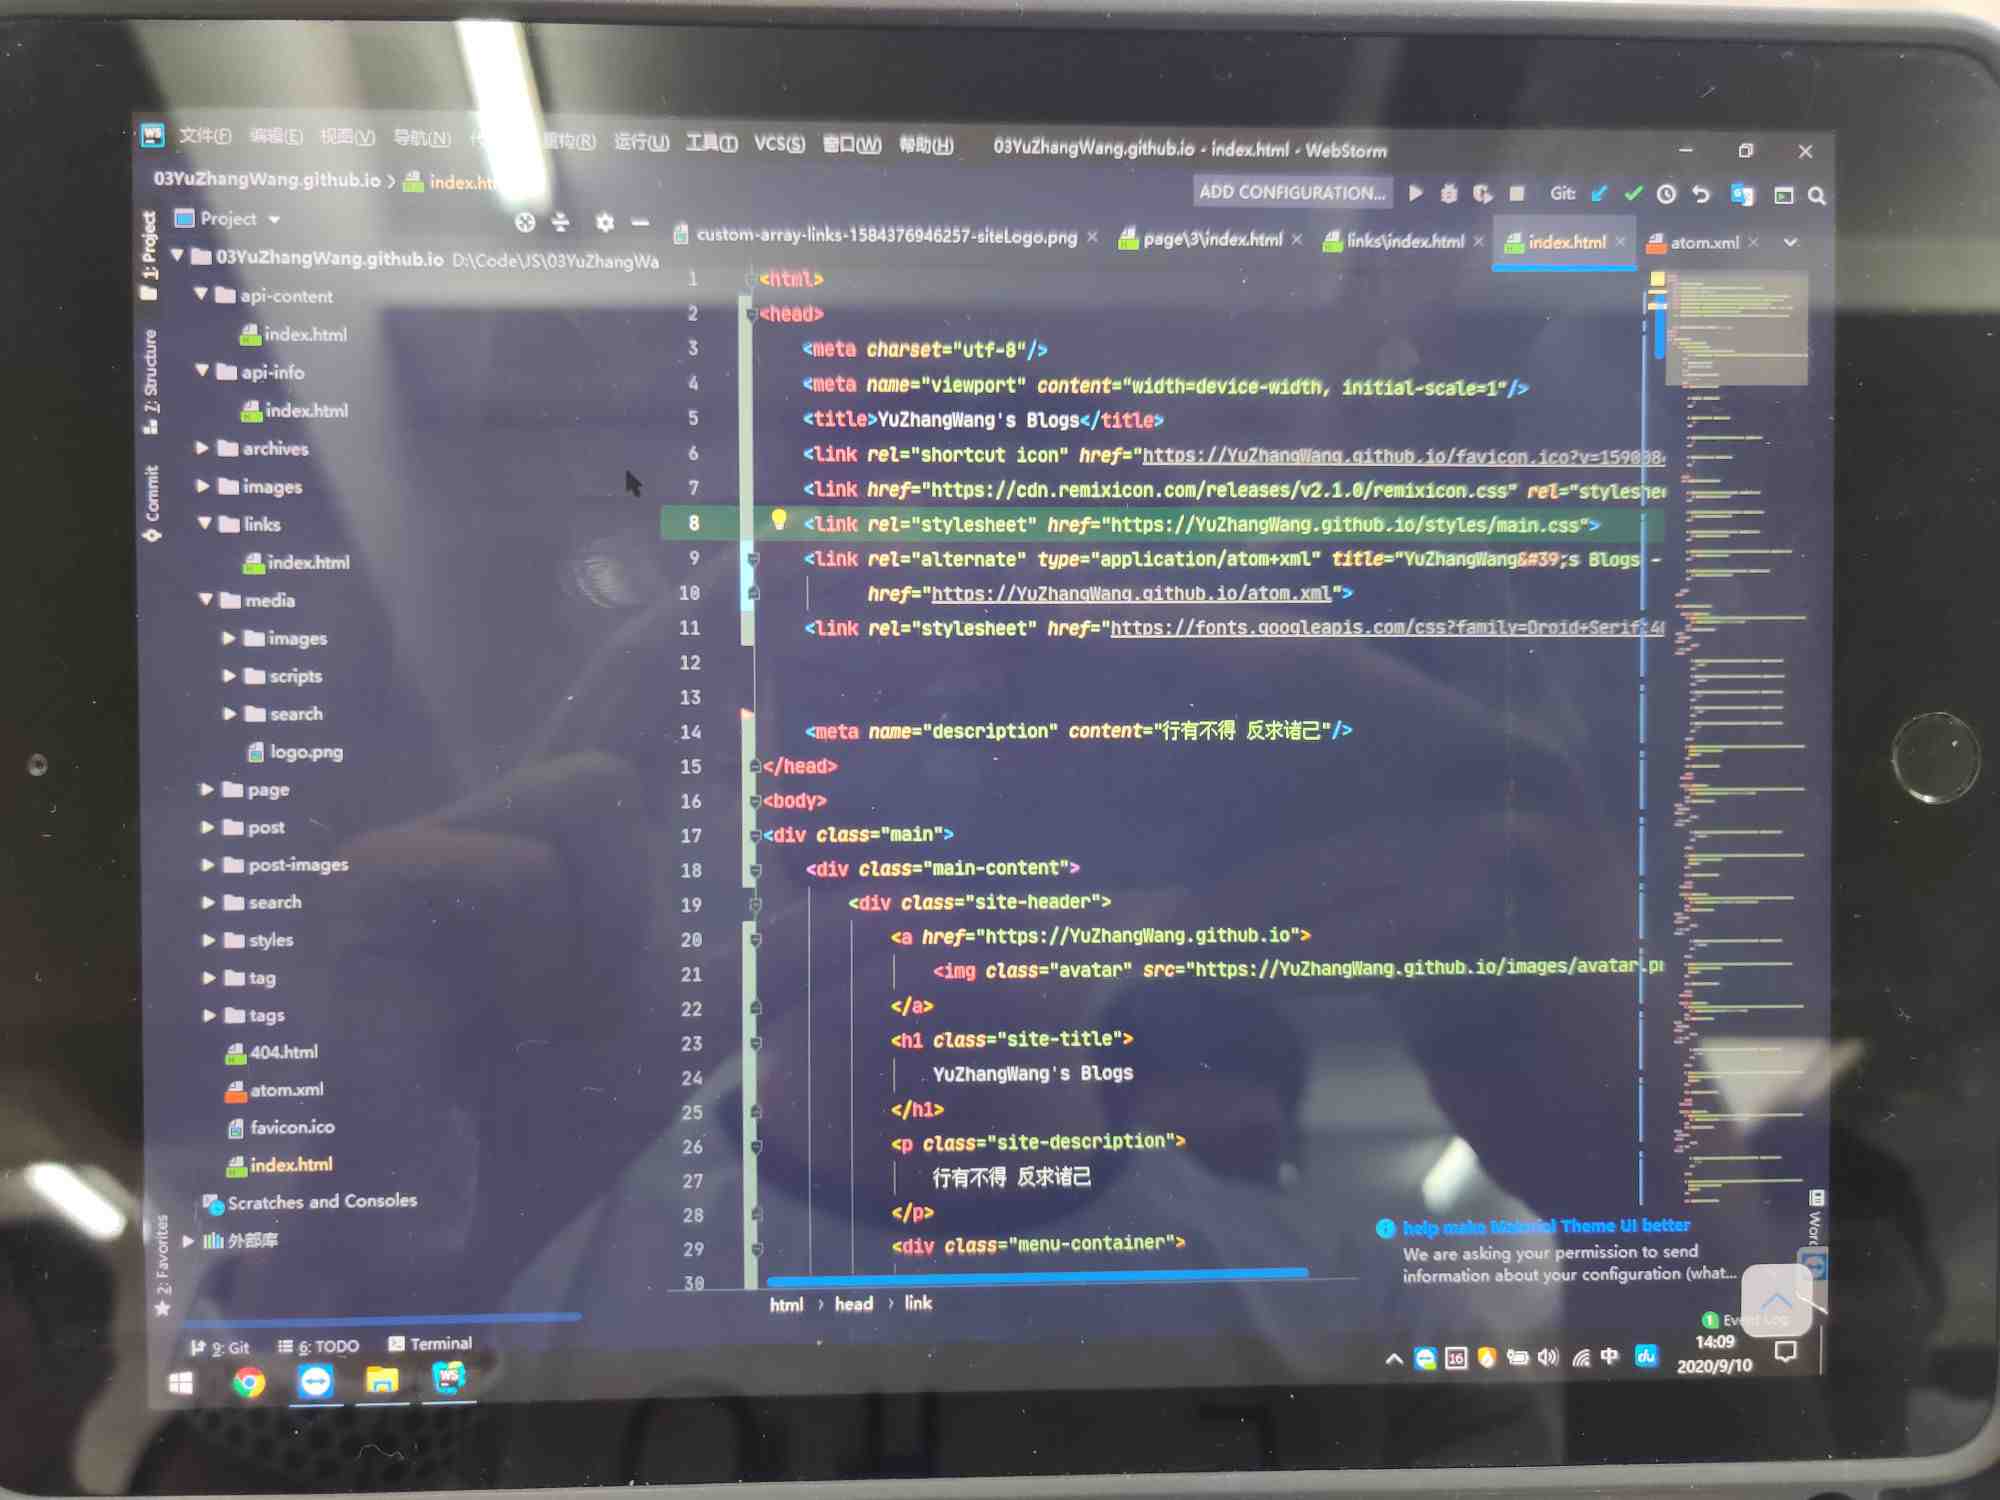 文件(F) 编辑(E) 视图(V) 导航(N) 重构(R) 运行(U) 工具(T) VCS(S) 窗口(W) 帮助(H) 03YuZhangWang.github.io - index.html - WebStorm
03YuZhangWang.github.io > index.html
ADD CONFIGURATION... Git:
Project
custom-array-links-1584376946257-siteLogo.png page\3\index.html links\index.html index.html atom.xml
1: Project
7: Structure
Commit
2: Favorites
03YuZhangWang.github.io D:\Code\JS\03YuZhangWa
api-content
index.html
api-info
index.html
archives
images
links
index.html
media
images
scripts
search
logo.png
page
post
post-images
search
styles
tag
tags
404.html
atom.xml
favicon.ico
index.html
Scratches and Consoles
外部库
1 <html>
2 <head>
3 <meta charset="utf-8"/>
4 <meta name="viewport" content="width=device-width, initial-scale=1"/>
5 <title>YuZhangWang's Blogs</title>
6 <link rel="shortcut icon" href="https://YuZhangWang.github.io/favicon.ico?v=159008
7 <link href="https://cdn.remixicon.com/releases/v2.1.0/remixicon.css" rel="styleshee
8 <link rel="stylesheet" href="https://YuZhangWang.github.io/styles/main.css">
9 <link rel="alternate" type="application/atom+xml" title="YuZhangWang&#39;s Blogs -
10 href="https://YuZhangWang.github.io/atom.xml">
11 <link rel="stylesheet" href="https://fonts.googleapis.com/css?family=Droid+Serif:40
12
13
14 <meta name="description" content="行有不得 反求诸己"/>
15 </head>
16 <body>
17 <div class="main">
18 <div class="main-content">
19 <div class="site-header">
20 <a href="https://YuZhangWang.github.io">
21 <img class="avatar" src="https://YuZhangWang.github.io/images/avatar.pn
22 </a>
23 <h1 class="site-title">
24 YuZhangWang's Blogs
25 </h1>
26 <p class="site-description">
27 行有不得 反求诸己
28 </p>
29 <div class="menu-container">
30
html > head > link
help make Material Theme UI better
We are asking your permission to send
information about your configuration (what...
1 Event Log
9: Git 6: TODO Terminal
16 中 du
14:09
2020/9/10